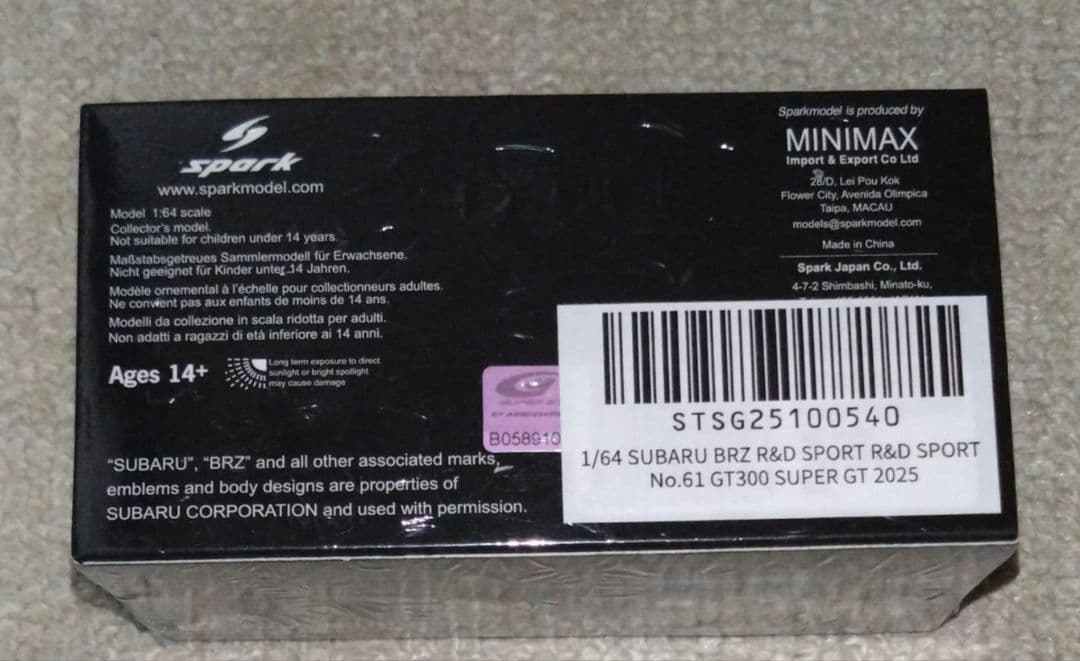 spark
www.sparkmodel.com
Model 1:64 scale
Collector's model.
Not suitable for children under 14 years.
Maßstabsgetreues Sammlermodell für Erwachsene.
Nicht geeignet für Kinder unter 14 Jahren.
Modèle ornemental à l'échelle pour collectionneurs adultes.
Ne convient pas aux enfants de moins de 14 ans.
Modelli da collezione in scala ridotta per adulti.
Non adatti a ragazzi di età inferiore ai 14 anni.
Ages 14+
Long term exposure to direct
sunlight or bright spotlight
may cause damage
"SUBARU", "BRZ" and all other associated marks,
emblems and body designs are properties of
SUBARU CORPORATION and used with permission.
Sparkmodel is produced by
MINIMAX
Import & Export Co Ltd
28/D, Lei Pou Kok
Flower City, Avenida Olimpica
Taipa, MACAU
models@sparkmodel.com
Made in China
Spark Japan Co., Ltd.
4-7-2 Shimbashi, Minato-ku,
B058910
STSG25100540
1/64 SUBARU BRZ R&D SPORT R&D SPORT
No.61 GT300 SUPER GT 2025